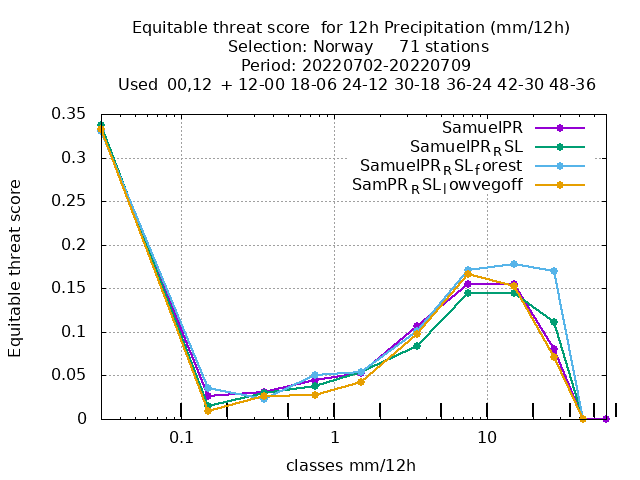 Equitable threat score  for 12h Precipitation (mm/12h)
Selection: Norway     71 stations
Period: 20220702-20220709
Used  00,12  + 12-00 18-06 24-12 30-18 36-24 42-30 48-36
SamuelPR
SamuelPR_RSL
SamuelPR_RSL_forest
SamPR_RSL_lowvegoff
Equitable threat score
0.35
0.3
0.25
0.2
0.15
0.1
0.05
0
0.1 1 10
classes mm/12h